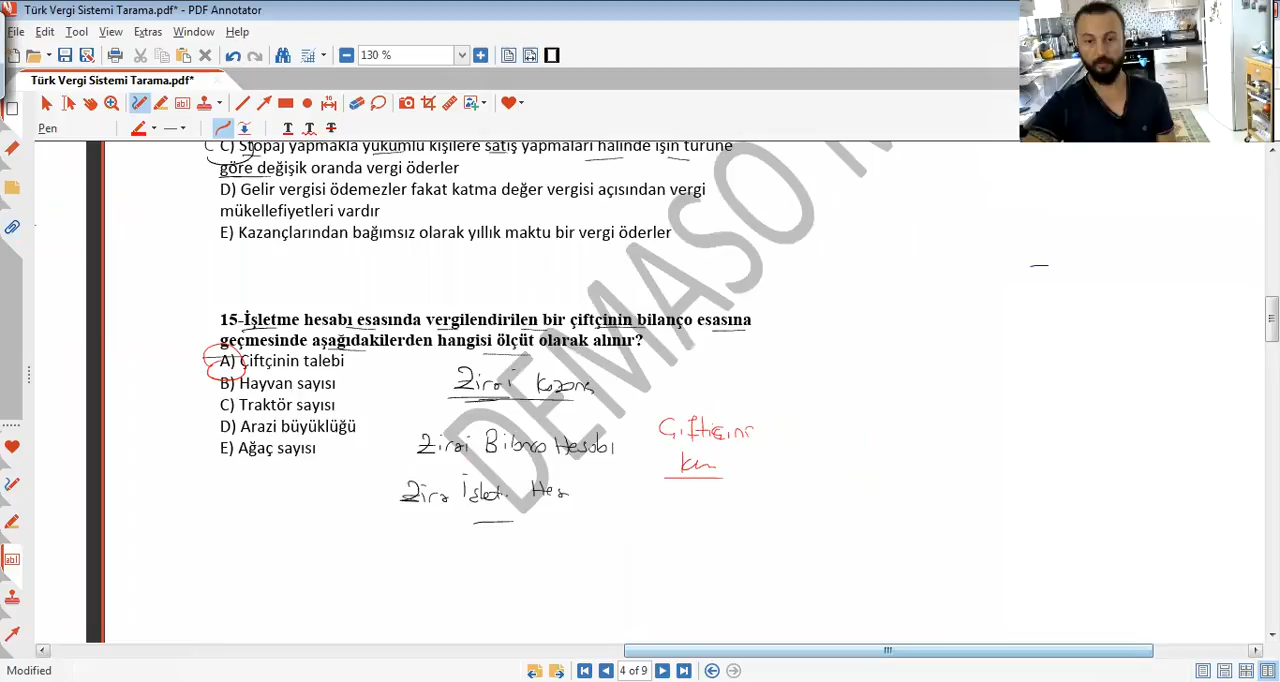 Türk Vergi Sistemi Tarama.pdf* - PDF Annotator
File Edit Tool View Extras Window Help
130 %
Türk Vergi Sistemi Tarama.pdf*
Pen
C) Stopaj yapmakla yükümlü kişilere satış yapmaları halinde işin türüne
göre değişik oranda vergi öderler
D) Gelir vergisi ödemezler fakat katma değer vergisi açısından vergi
mükellefiyetleri vardır
E) Kazançlarından bağımsız olarak yıllık maktu bir vergi öderler
15-İşletme hesabı esasında vergilendirilen bir çiftçinin bilanço esasına
geçmesinde aşağıdakilerden hangisi ölçüt olarak alınır?
A) Çiftçinin talebi
B) Hayvan sayısı
C) Traktör sayısı
D) Arazi büyüklüğü
E) Ağaç sayısı
Zirai Kazanç
Zirai Bilanço Hesabı
Zirai İşlet. Hes
Çiftçinin
DEMASO
4 of 9
Modified